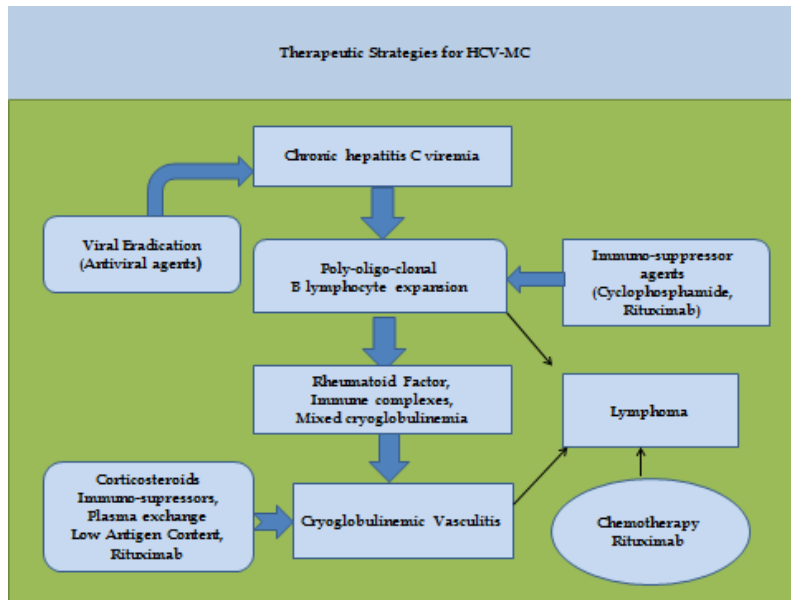 Therapeutic Strategies for HCV-MC
Chronic hepatitis C viremia
Viral Eradication
(Antiviral agents)
Poly-oligo-clonal
B lymphocyte expansion
Immuno-suppressor
agents
(Cyclophosphamide,
Rituximab)
Rheumatoid Factor,
Immune complexes,
Mixed cryoglobulinemia
Lymphoma
Corticosteroids
Immuno-supressors,
Plasma exchange
Low Antigen Content,
Rituximab
Cryoglobulinemic Vasculitis
Chemotherapy
Rituximab